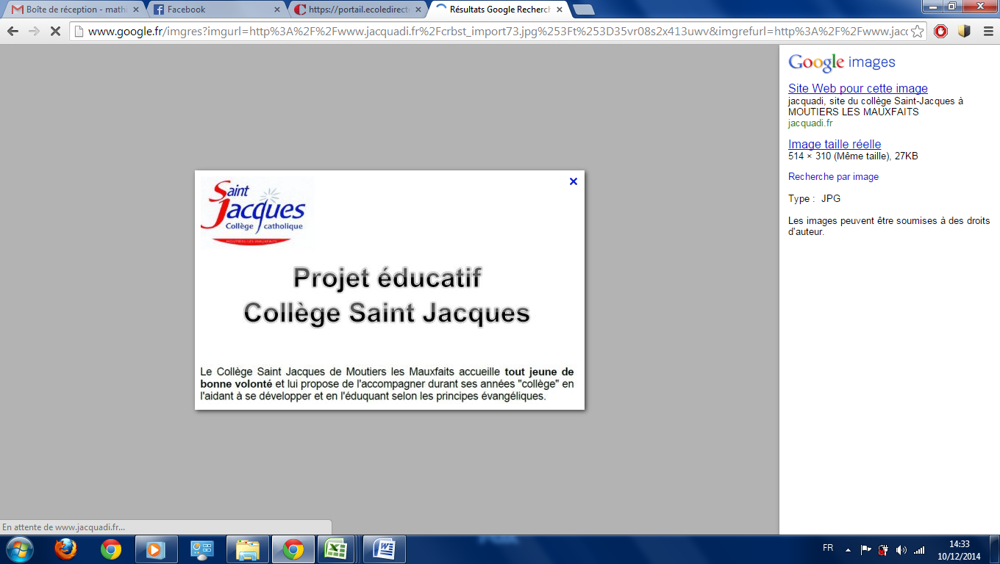 Boîte de réception - mathi
Facebook
https://portail.ecoledirect
Résultats Google Recherch
www.google.fr/imgres?imgurl=http%3A%2F%2Fwww.jacquadi.fr%2Fcrbst_import73.jpg%253Ft%253D35vr08s2x413uwv&imgrefurl=http%3A%2F%2Fwww.jacc
Google images
Site Web pour cette image
jacquadi, site du collège Saint-Jacques à
MOUTIERS LES MAUXFAITS
jacquadi.fr
Image taille réelle
514 × 310 (Même taille), 27KB
Recherche par image
Type : JPG
Les images peuvent être soumises à des droits
d'auteur.
Saint
Jacques
Collège catholique
MOUTIERS-LES-MAUXFAITS
Projet éducatif
Collège Saint Jacques
Le Collège Saint Jacques de Moutiers les Mauxfaits accueille tout jeune de
bonne volonté et lui propose de l'accompagner durant ses années "collège" en
l'aidant à se développer et en l'éduquant selon les principes évangéliques.
En attente de www.jacquadi.fr...
FR
14:33
10/12/2014